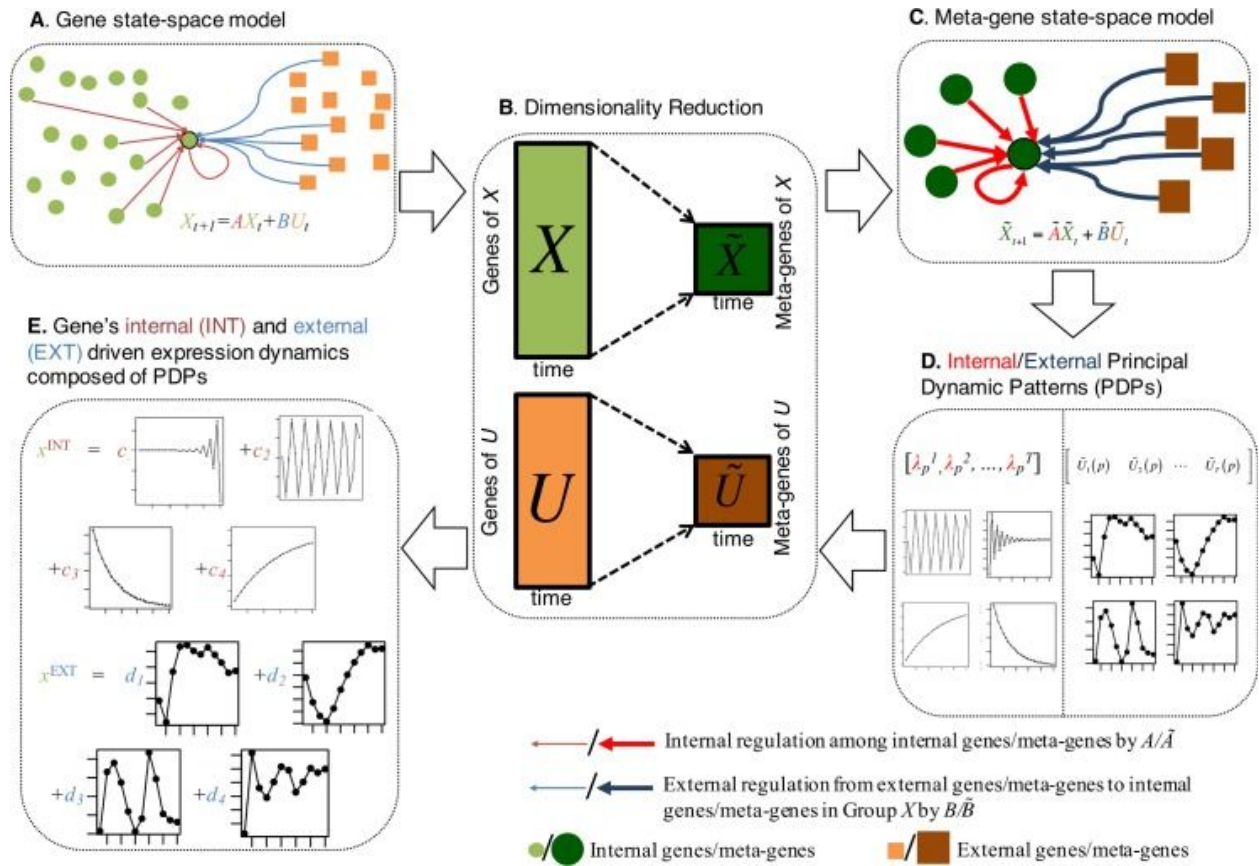 A. Gene state-space model
X_{t+1}=AX_t+BU_t
B. Dimensionality Reduction
Genes of X
X
time
X̃
time
Meta-genes of X
Genes of U
U
time
Ũ
time
Meta-genes of U
C. Meta-gene state-space model
X̃_{t+1} = ÃX̃_t + B̃Ũ_t
D. Internal/External Principal
Dynamic Patterns (PDPs)
[λ̂_p^1, λ̂_p^2, ..., λ̂_p^T]
[Ũ_1(p) Ũ_2(p) ⋯ Ũ_T(p)]
E. Gene's internal (INT) and external
(EXT) driven expression dynamics
composed of PDPs
x^INT = c +c_2
+c_3 +c_4
x^EXT = d_1 +d_2
+d_3 +d_4
/ Internal regulation among internal genes/meta-genes by A/Ã
/ External regulation from external genes/meta-genes to internal
genes/meta-genes in Group X by B/B̃
/ Internal genes/meta-genes / External genes/meta-genes